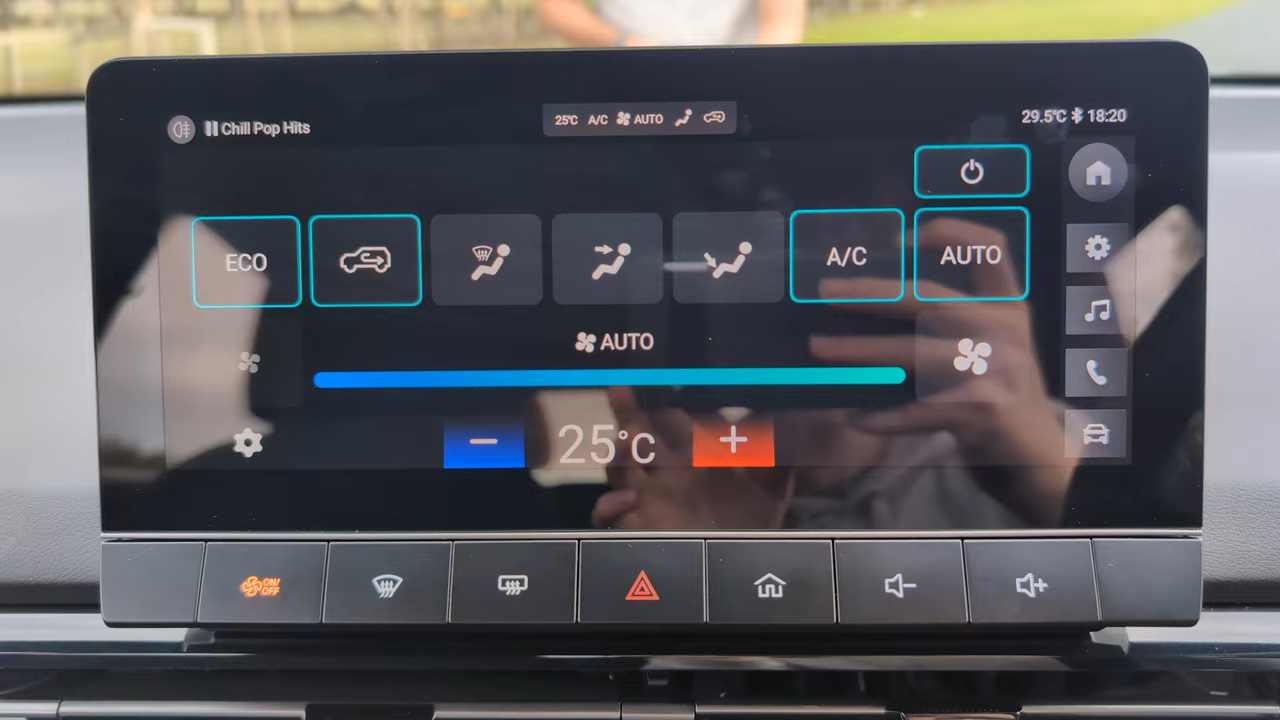 Chill Pop Hits
25℃ A/C AUTO
29.5℃ 18:20
ECO
A/C
AUTO
AUTO
25°C
ON/
OFF